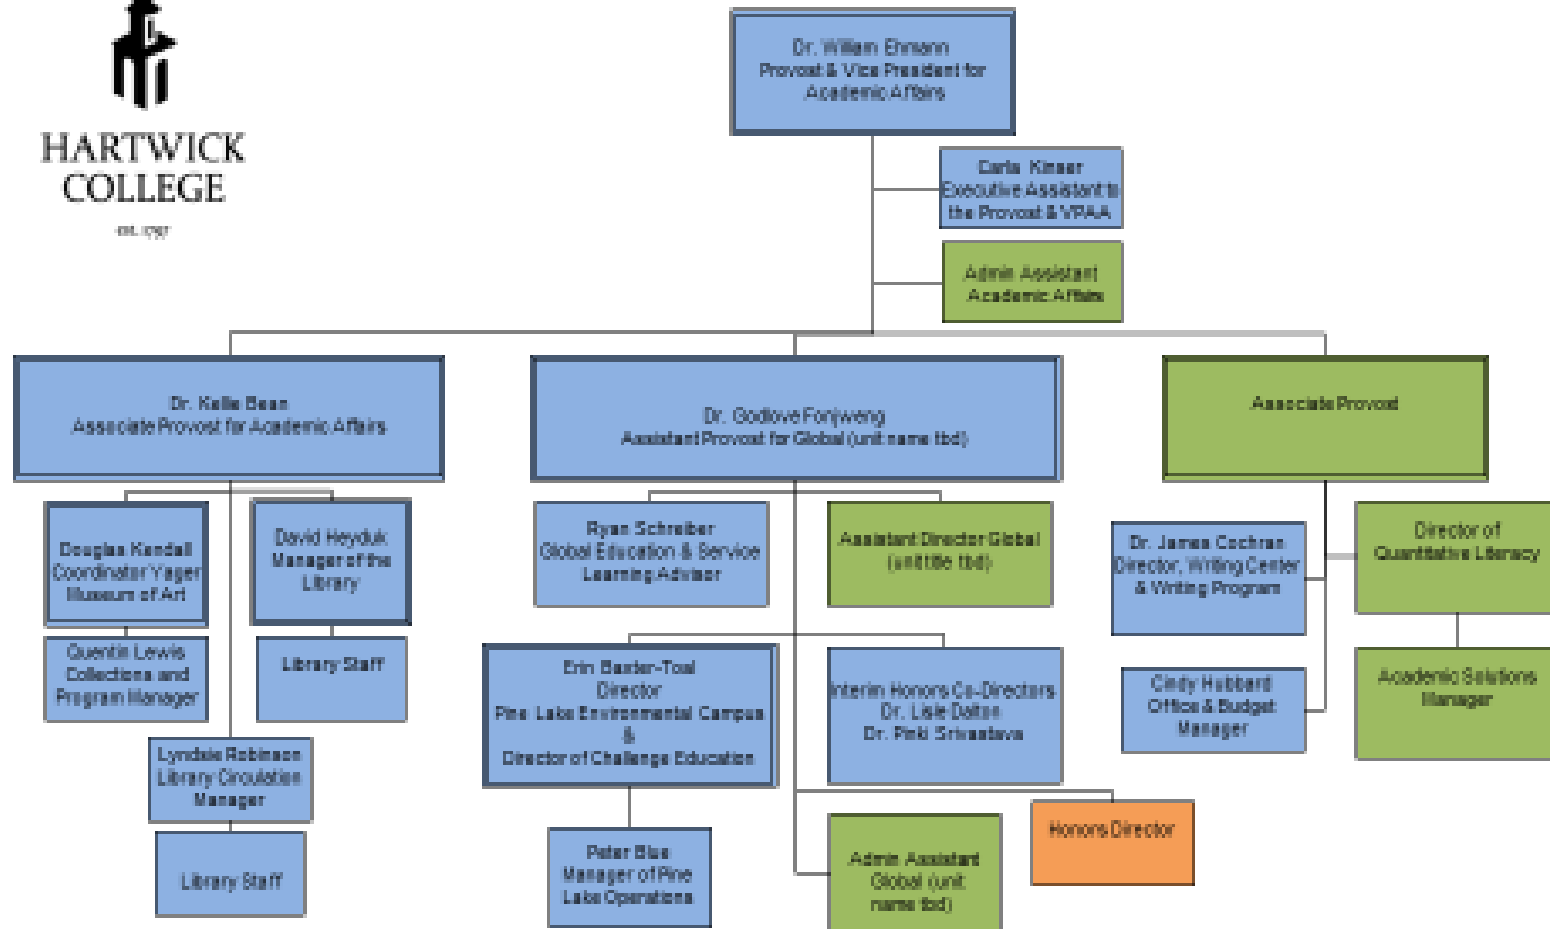 HARTWICK
COLLEGE
est. 1797
Dr. William Ehmann
Provost & Vice President for
Academic Affairs
Carla Kinser
Executive Assistant to
the Provost & VPAA
Admin Assistant
Academic Affairs
Dr. Kellie Bean
Associate Provost for Academic Affairs
Dr. Godlove Fonjweng
Assistant Provost for Global (unit name tbd)
Associate Provost
Douglas Kendall
Coordinator Yager
Museum of Art
David Heyduk
Manager of the
Library
Ryan Schreiber
Global Education & Service
Learning Advisor
Assistant Director Global
(unit title tbd)
Dr. James Cochran
Director, Writing Center
& Writing Program
Director of
Quantitative Literacy
Quentin Lewis
Collections and
Program Manager
Library Staff
Erin Baxter-Toal
Director
Pine Lake Environmental Campus
&
Director of Challenge Education
Interim Honors Co-Directors
Dr. Lisle Dalton
Dr. Pinki Srivastava
Cindy Hubbard
Office & Budget
Manager
Academic Solutions
Manager
Lyndsie Robinson
Library Circulation
Manager
Library Staff
Peter Blue
Manager of Pine
Lake Operations
Admin Assistant
Global (unit
name tbd)
Honors Director